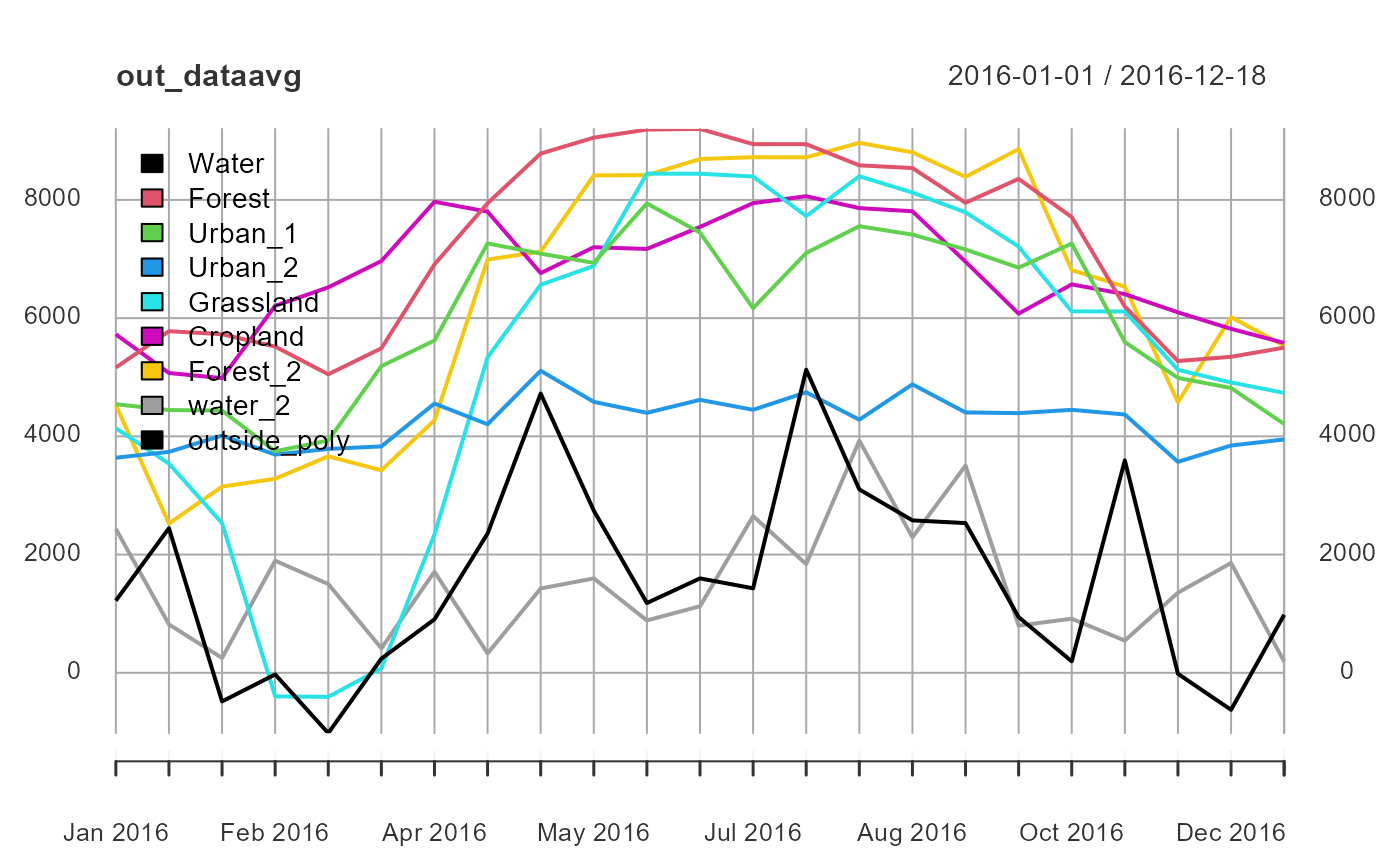 out_dataavg 2016-01-01 / 2016-12-18
Water
Forest
8000 8000
Urban_1
Urban_2
Grassland
6000 6000
Cropland
Forest_2
water_2
outside_poly
4000 4000
2000 2000
0 0
Jan 2016 Feb 2016 Apr 2016 May 2016 Jul 2016 Aug 2016 Oct 2016 Dec 2016